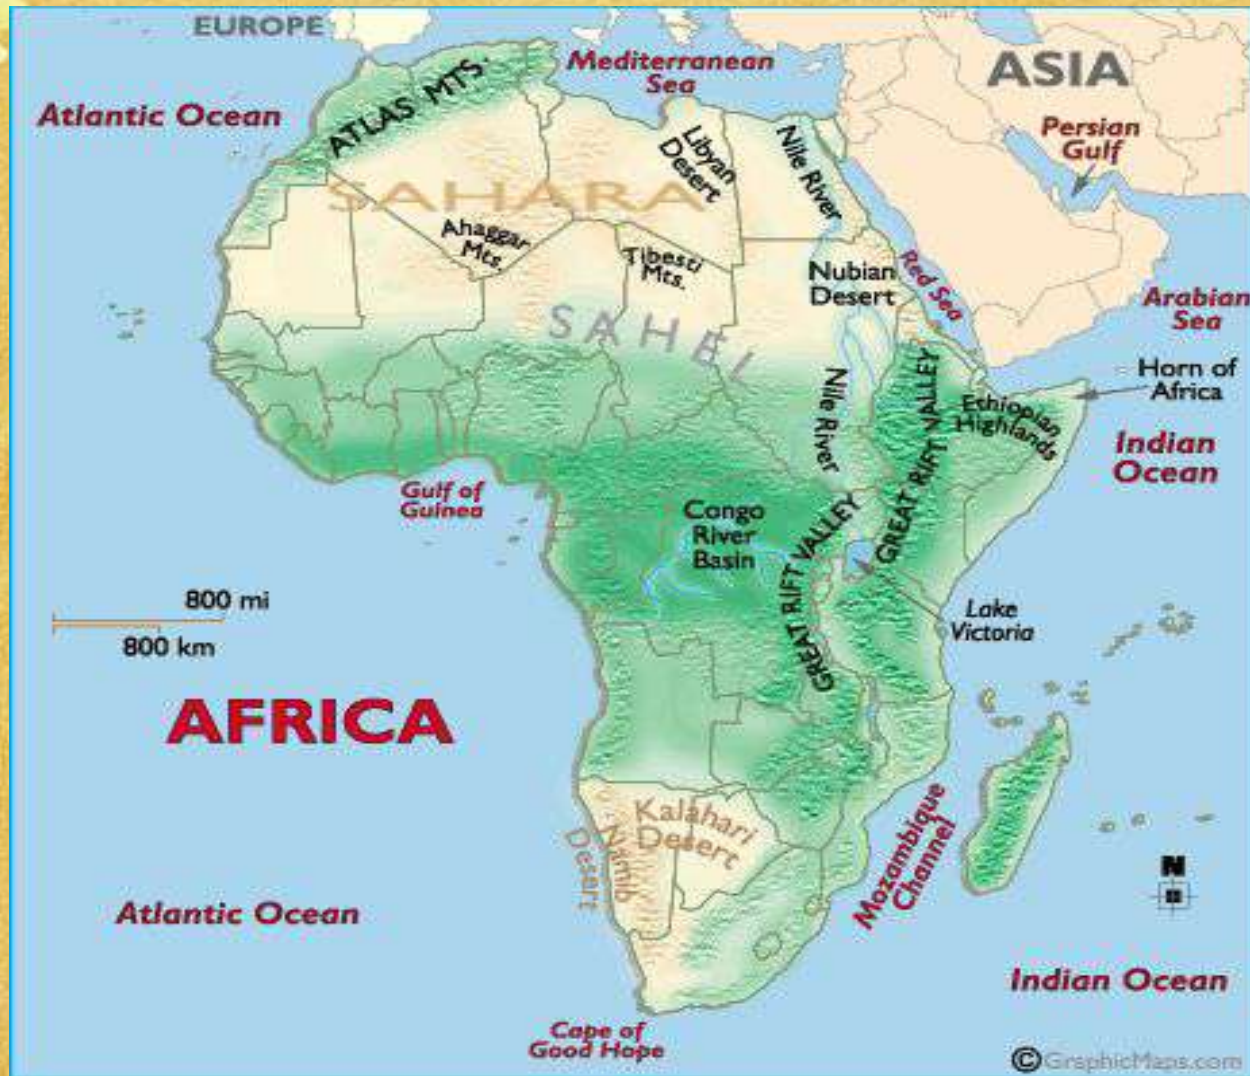 EUROPE
Mediterranean
Sea
ASIA
Atlantic Ocean
ATLAS MTS.
Persian
Gulf
Libyan
Desert
Nile River
SAHARA
Ahaggar
Mts.
Tibesti
Mts.
Nubian
Desert
Red Sea
Arabian
Sea
SAHEL
Horn of
Africa
Nile River
GREAT RIFT VALLEY
Ethiopian
Highlands
Indian
Ocean
Gulf of
Guinea
Congo
River
Basin
GREAT RIFT VALLEY
800 mi
800 km
Lake
Victoria
AFRICA
Kalahari
Desert
Namib
Desert
Mozambique
Channel
N
Atlantic Ocean
Indian Ocean
Cape of
Good Hope
© GraphicMaps.com